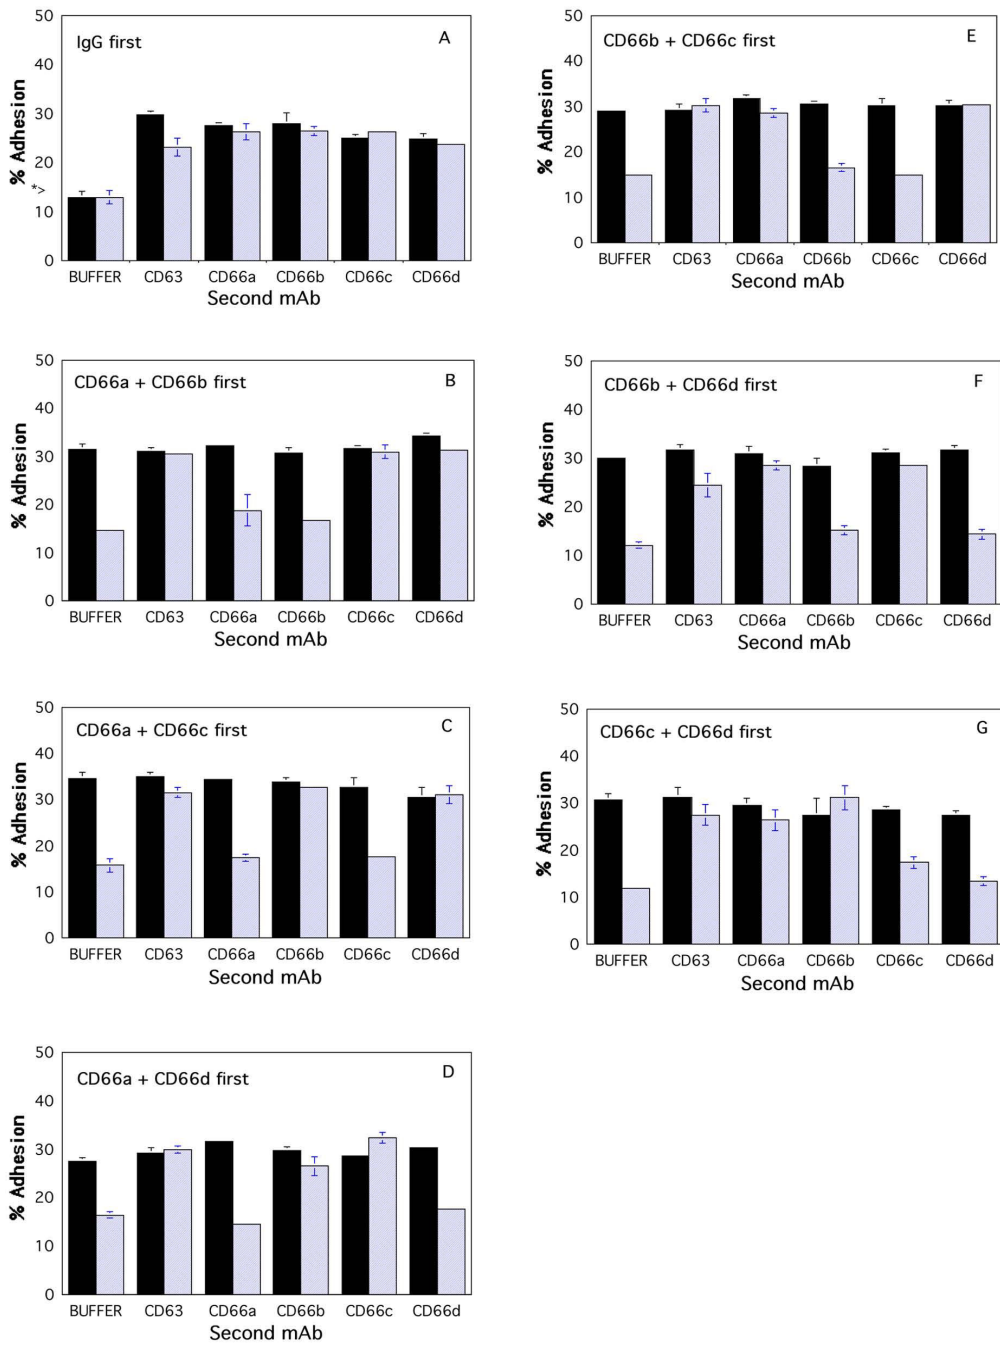 IgG first
A
% Adhesion
*>
50
40
30
20
10
0
BUFFER CD63 CD66a CD66b CD66c CD66d
Second mAb
CD66b + CD66c first
E
% Adhesion
50
40
30
20
10
0
BUFFER CD63 CD66a CD66b CD66c CD66d
Second mAb
CD66a + CD66b first
B
% Adhesion
50
40
30
20
10
0
BUFFER CD63 CD66a CD66b CD66c CD66d
Second mAb
CD66b + CD66d first
F
% Adhesion
50
40
30
20
10
0
BUFFER CD63 CD66a CD66b CD66c CD66d
Second mAb
CD66a + CD66c first
C
% Adhesion
50
40
30
20
10
0
BUFFER CD63 CD66a CD66b CD66c CD66d
Second mAb
CD66c + CD66d first
G
% Adhesion
50
40
30
20
10
0
BUFFER CD63 CD66a CD66b CD66c CD66d
Second mAb
CD66a + CD66d first
D
% Adhesion
50
40
30
20
10
0
BUFFER CD63 CD66a CD66b CD66c CD66d
Second mAb